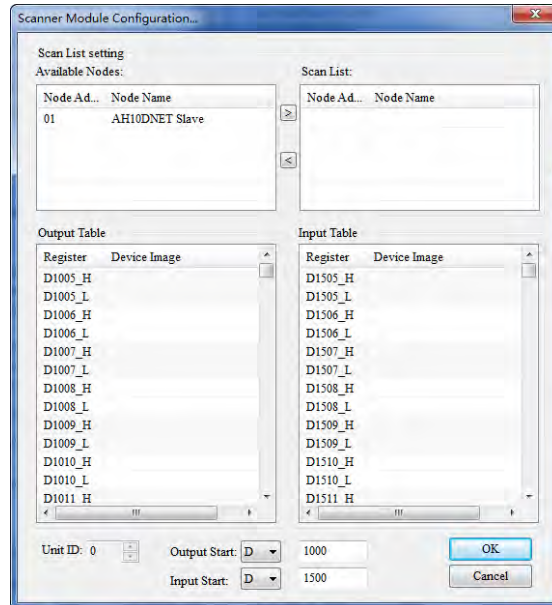 Scanner Module Configuration...
Scan List setting
Available Nodes:
Scan List:
Node Ad... Node Name
Node Ad... Node Name
01 AH10DNET Slave
>
<
Output Table
Input Table
Register Device Image
Register Device Image
D1005_H
D1505_H
D1005_L
D1505_L
D1006_H
D1506_H
D1006_L
D1506_L
D1007_H
D1507_H
D1007_L
D1507_L
D1008_H
D1508_H
D1008_L
D1508_L
D1009_H
D1509_H
D1009_L
D1509_L
D1010_H
D1510_H
D1010_L
D1510_L
D1011_H
D1511_H
Unit ID: 0
Output Start: D 1000
OK
Input Start: D 1500
Cancel